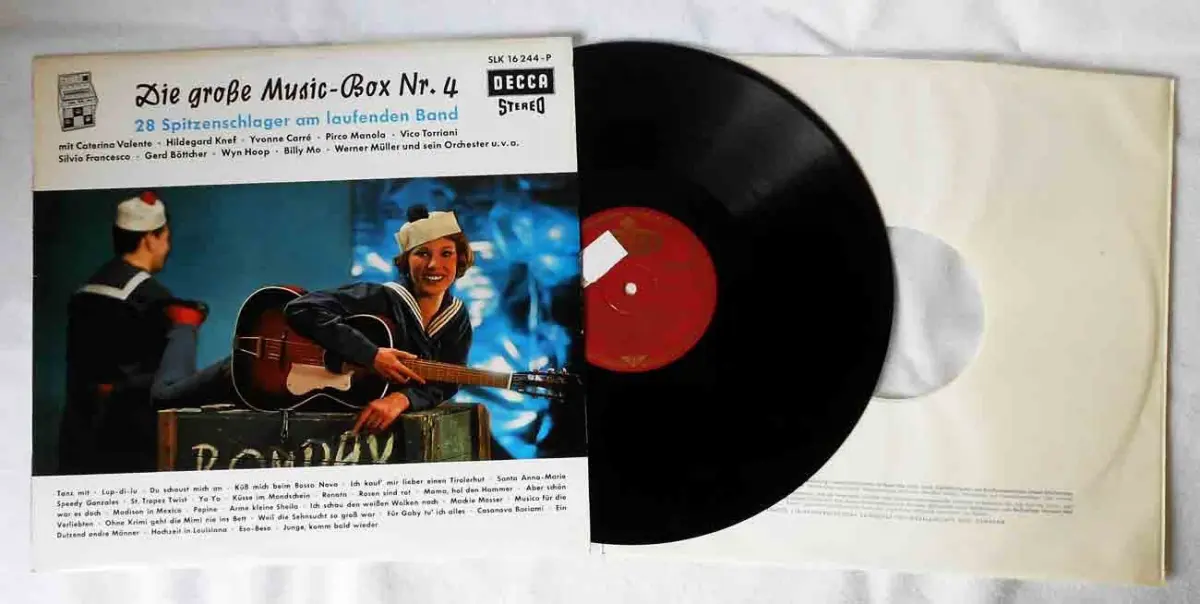 SLK 16 244-P
Die große Music-Box Nr. 4
DECCA
STEREO
28 Spitzenschlager am laufenden Band
mit Caterina Valente · Hildegard Knef · Yvonne Carré · Pirco Manola · Vico Torriani
Silvio Francesco · Gerd Böttcher · Wyn Hoop · Billy Mo · Werner Müller und sein Orchester u. v. a.
BOMBAY
Tanz mit · Lup-di-lu · Du schaust mich an · Küß mich beim Bossa Nova · Ich kauf' mir lieber einen Tirolerhut · Santa Anna-Maria
Speedy Gonzales · St. Tropez Twist · Ya Ya · Küsse im Mondschein · Renata · Rosen sind rot · Mama, hol den Hammer · Aber schön
war es doch · Madison in Mexico · Pepino · Arme kleine Sheila · Ich schau den weißen Wolken nach · Mackie Messer · Musica für die
Verliebten · Ohne Krimi geht die Mimi nie ins Bett · Weil die Sehnsucht so groß war · Für Gaby tu' ich alles · Casanova Baciami · Ein
Dutzend andre Männer · Hochzeit in Louisiana · Eso-Beso · Junge, komm bald wieder